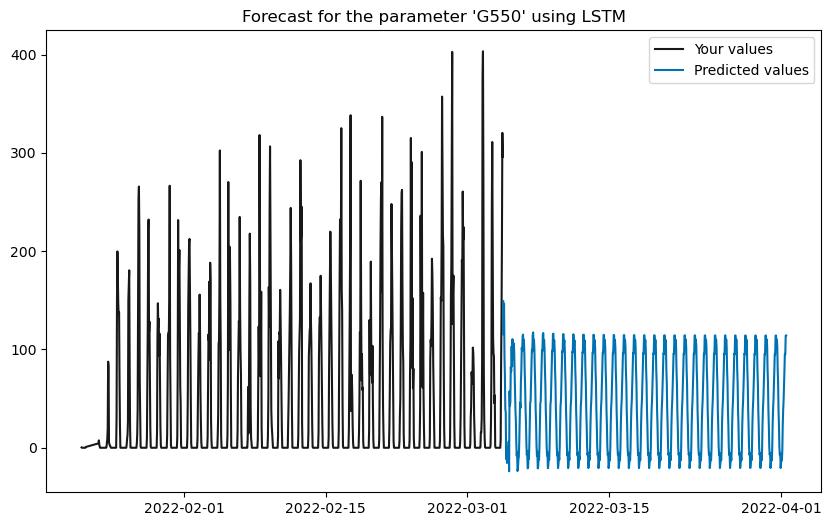 Forecast for the parameter 'G550' using LSTM
Your values
Predicted values
400
300
200
100
0
2022-02-01 2022-02-15 2022-03-01 2022-03-15 2022-04-01